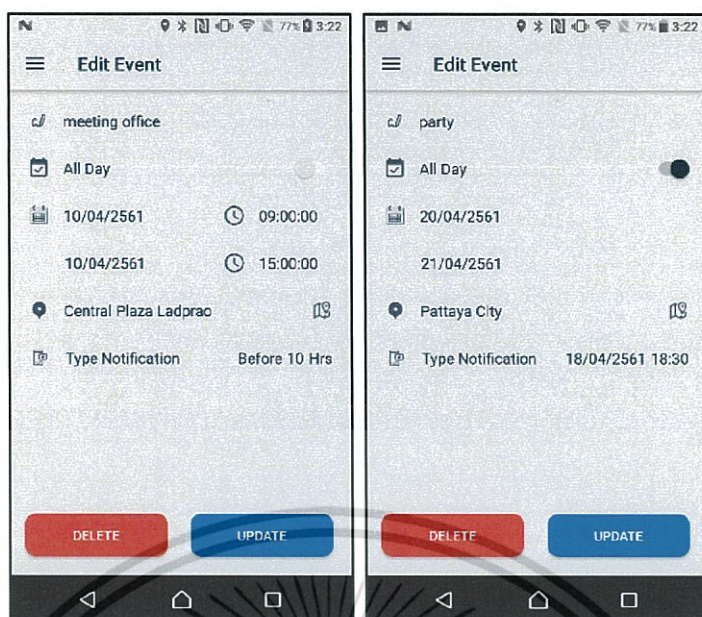 77% 3:22
Edit Event
meeting office
All Day
10/04/2561 09:00:00
10/04/2561 15:00:00
Central Plaza Ladprao
Type Notification Before 10 Hrs
DELETE UPDATE
77% 3:22
Edit Event
party
All Day
20/04/2561
21/04/2561
Pattaya City
Type Notification 18/04/2561 18:30
DELETE UPDATE